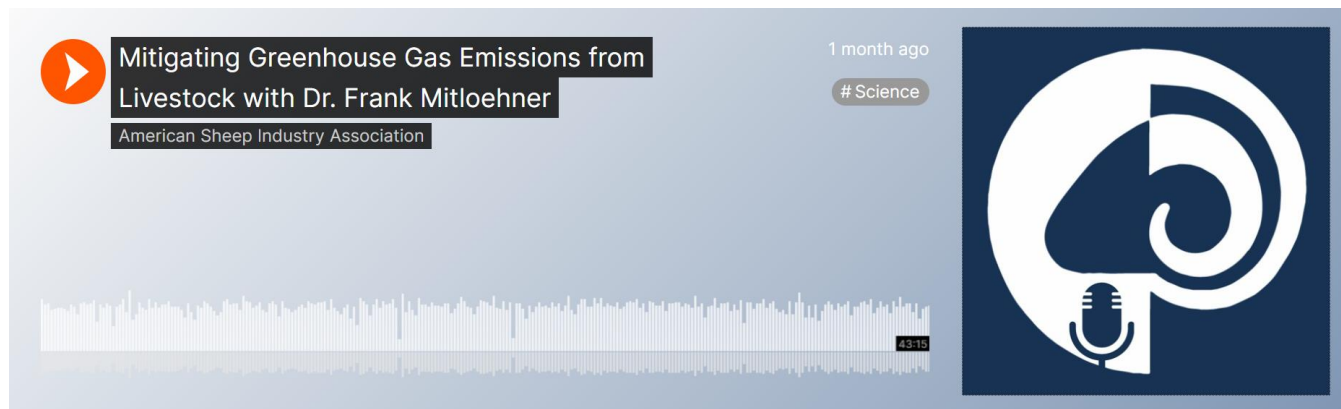 Mitigating Greenhouse Gas Emissions from
Livestock with Dr. Frank Mitloehner
American Sheep Industry Association
1 month ago
# Science
43:15